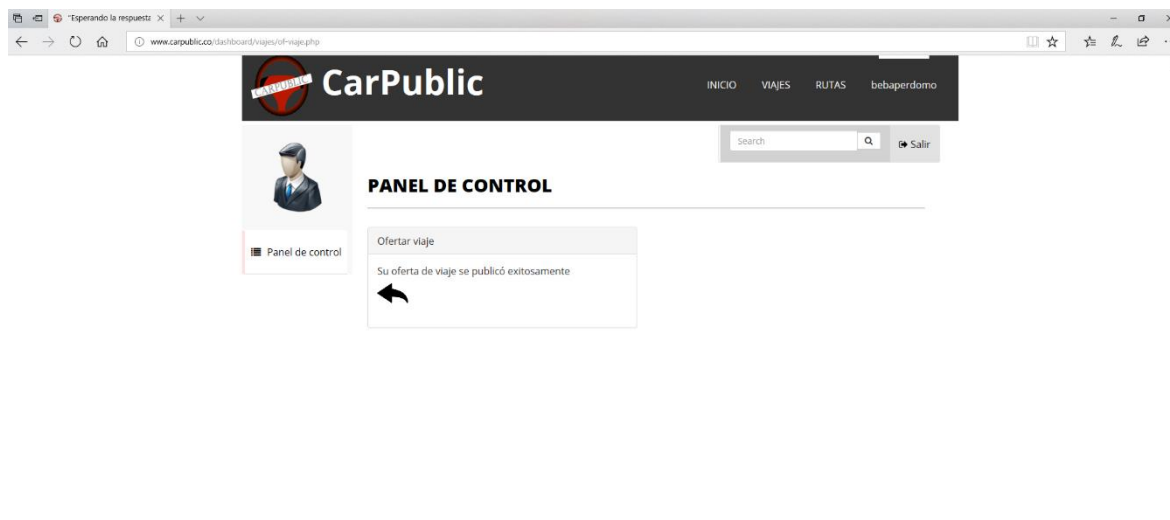 "Esperando la respuesta
www.carpublic.co/dashboard/viajes/of-viaje.php
CARPUBLIC
CarPublic
INICIO VIAJES RUTAS bebaperdomo
Search
Salir
PANEL DE CONTROL
Panel de control
Ofertar viaje
Su oferta de viaje se publicó exitosamente